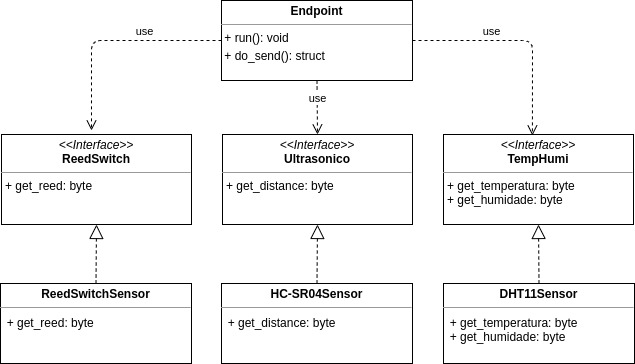 Endpoint
+ run(): void
+ do_send(): struct
use
use
use
<<Interface>>
ReedSwitch
+ get_reed: byte
<<Interface>>
Ultrasonico
+ get_distance: byte
<<Interface>>
TempHumi
+ get_temperatura: byte
+ get_humidade: byte
ReedSwitchSensor
+ get_reed: byte
HC-SR04Sensor
+ get_distance: byte
DHT11Sensor
+ get_temperatura: byte
+ get_humidade: byte